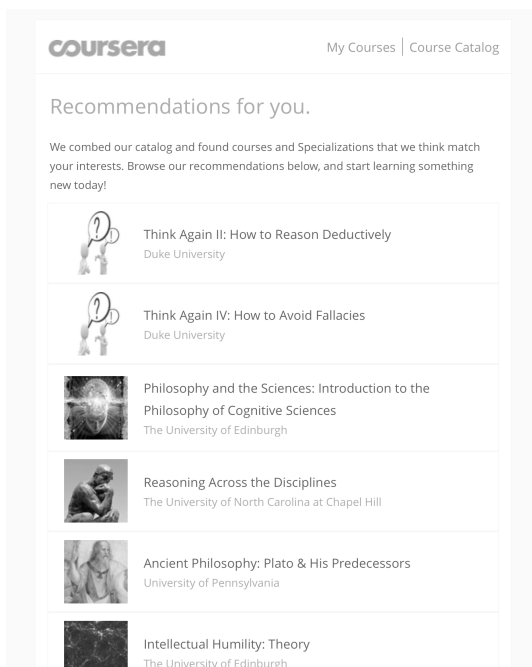 coursera
My Courses | Course Catalog
Recommendations for you.
We combed our catalog and found courses and Specializations that we think match
your interests. Browse our recommendations below, and start learning something
new today!
Think Again II: How to Reason Deductively
Duke University
Think Again IV: How to Avoid Fallacies
Duke University
Philosophy and the Sciences: Introduction to the
Philosophy of Cognitive Sciences
The University of Edinburgh
Reasoning Across the Disciplines
The University of North Carolina at Chapel Hill
Ancient Philosophy: Plato & His Predecessors
University of Pennsylvania
Intellectual Humility: Theory
The University of Edinburgh